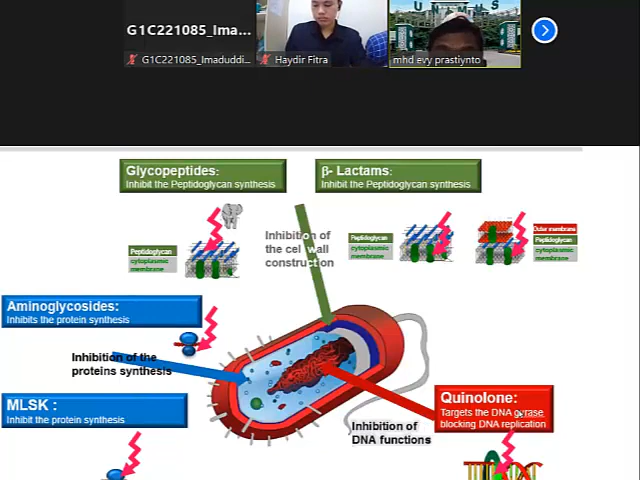 G1C221085_Ima...
G1C221085_Imaduddi...
Haydir Fitra
UNIMUS
mhd evy prastiynto
Glycopeptides:
Inhibit the Peptidoglycan synthesis
β- Lactams:
Inhibit the Peptidoglycan synthesis
Peptidoglycan
cytoplasmic
membrane
Inhibition of
the cell wall
construction
Peptidoglycan
cytoplasmic
membrane
Outer membrane
Peptidoglycan
cytoplasmic
membrane
Aminoglycosides:
Inhibits the protein synthesis
Inhibition of the
proteins synthesis
MLSK :
Inhibit the protein synthesis
Quinolone:
Targets the DNA gyrase
blocking DNA replication
Inhibition of
DNA functions